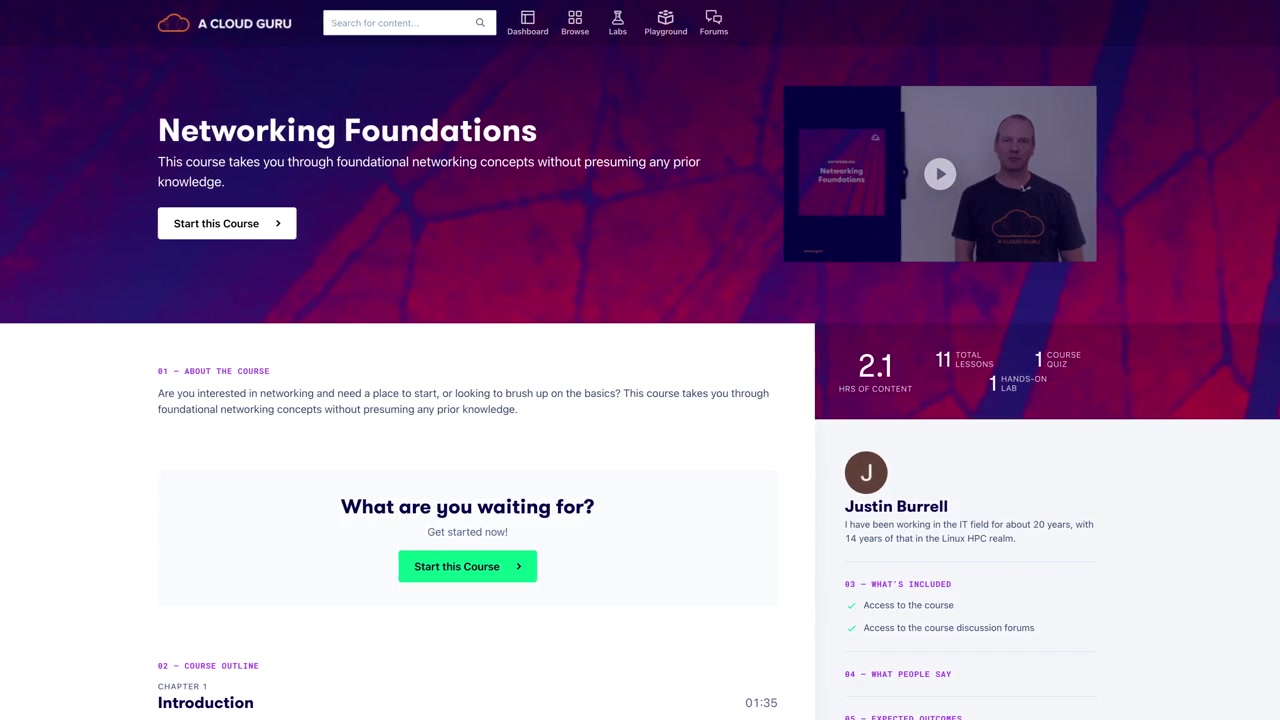 A CLOUD GURU
Search for content...
Dashboard
Browse
Labs
Playground
Forums
Networking Foundations
This course takes you through foundational networking concepts without presuming any prior
knowledge.
Start this Course
Networking
Foundations
A CLOUD GURU
2.1
HRS OF CONTENT
11 TOTAL
LESSONS
1 COURSE
QUIZ
1 HANDS-ON
LAB
01 — ABOUT THE COURSE
Are you interested in networking and need a place to start, or looking to brush up on the basics? This course takes you through
foundational networking concepts without presuming any prior knowledge.
What are you waiting for?
Get started now!
Start this Course
02 — COURSE OUTLINE
CHAPTER 1
Introduction
01:35
J
Justin Burrell
I have been working in the IT field for about 20 years, with
14 years of that in the Linux HPC realm.
03 — WHAT'S INCLUDED
Access to the course
Access to the course discussion forums
04 — WHAT PEOPLE SAY
05 — EXPECTED OUTCOMES